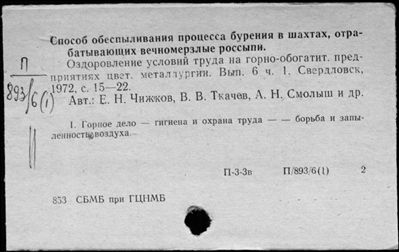 Способ обеспыливания процесса бурения в шахтах, отра-
батывающих вечномерзлые россыпи.
Оздоровление условий труда на горно-обогатит. пред-
приятиях цвет. металлургии. Вып. 6 ч. 1. Свердловск,
1972, с. 15—22.
Авт.: Е. Н. Чижков, В. В. Ткачев, А. Н. Смолыш и др.
П
893/6(1)
1. Горное дело — гигиена и охрана труда — — борьба и запы-
ленностью воздуха.
П-3-3в П/893/6(1) 2
853 СБМБ при ГЦНМБ